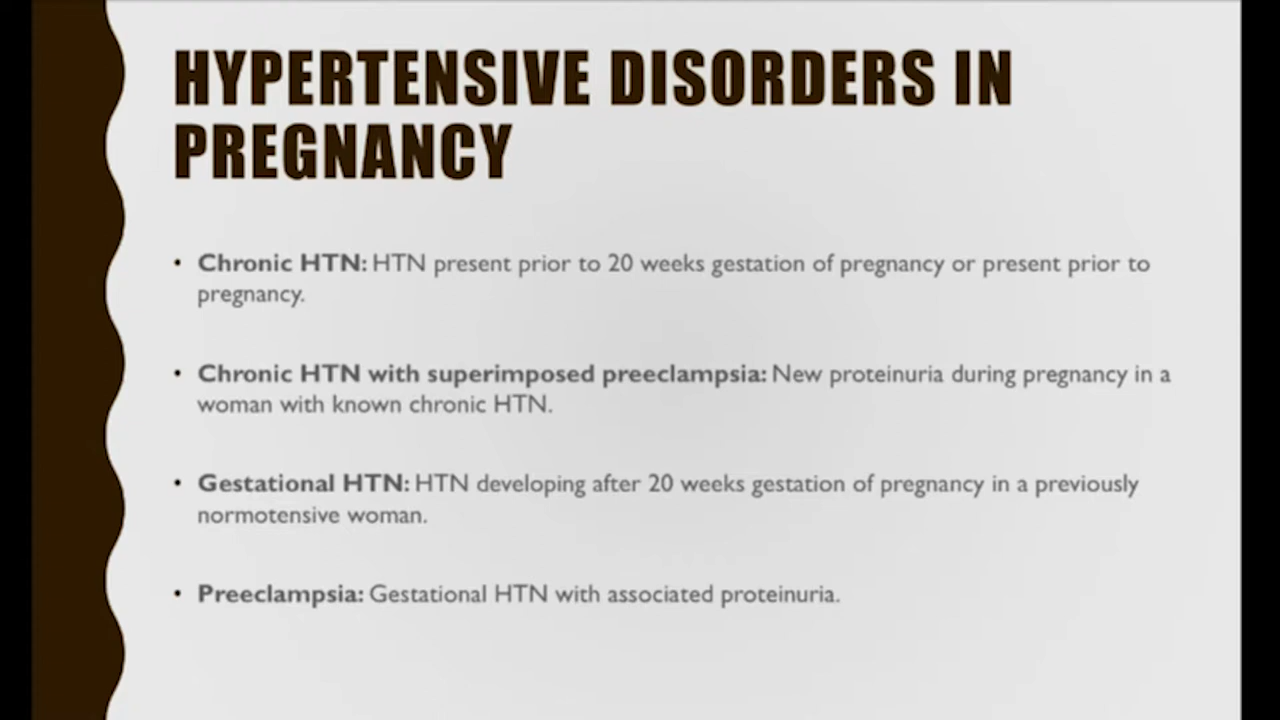 HYPERTENSIVE DISORDERS IN
PREGNANCY
• Chronic HTN: HTN present prior to 20 weeks gestation of pregnancy or present prior to
pregnancy.
• Chronic HTN with superimposed preeclampsia: New proteinuria during pregnancy in a
woman with known chronic HTN.
• Gestational HTN: HTN developing after 20 weeks gestation of pregnancy in a previously
normotensive woman.
• Preeclampsia: Gestational HTN with associated proteinuria.